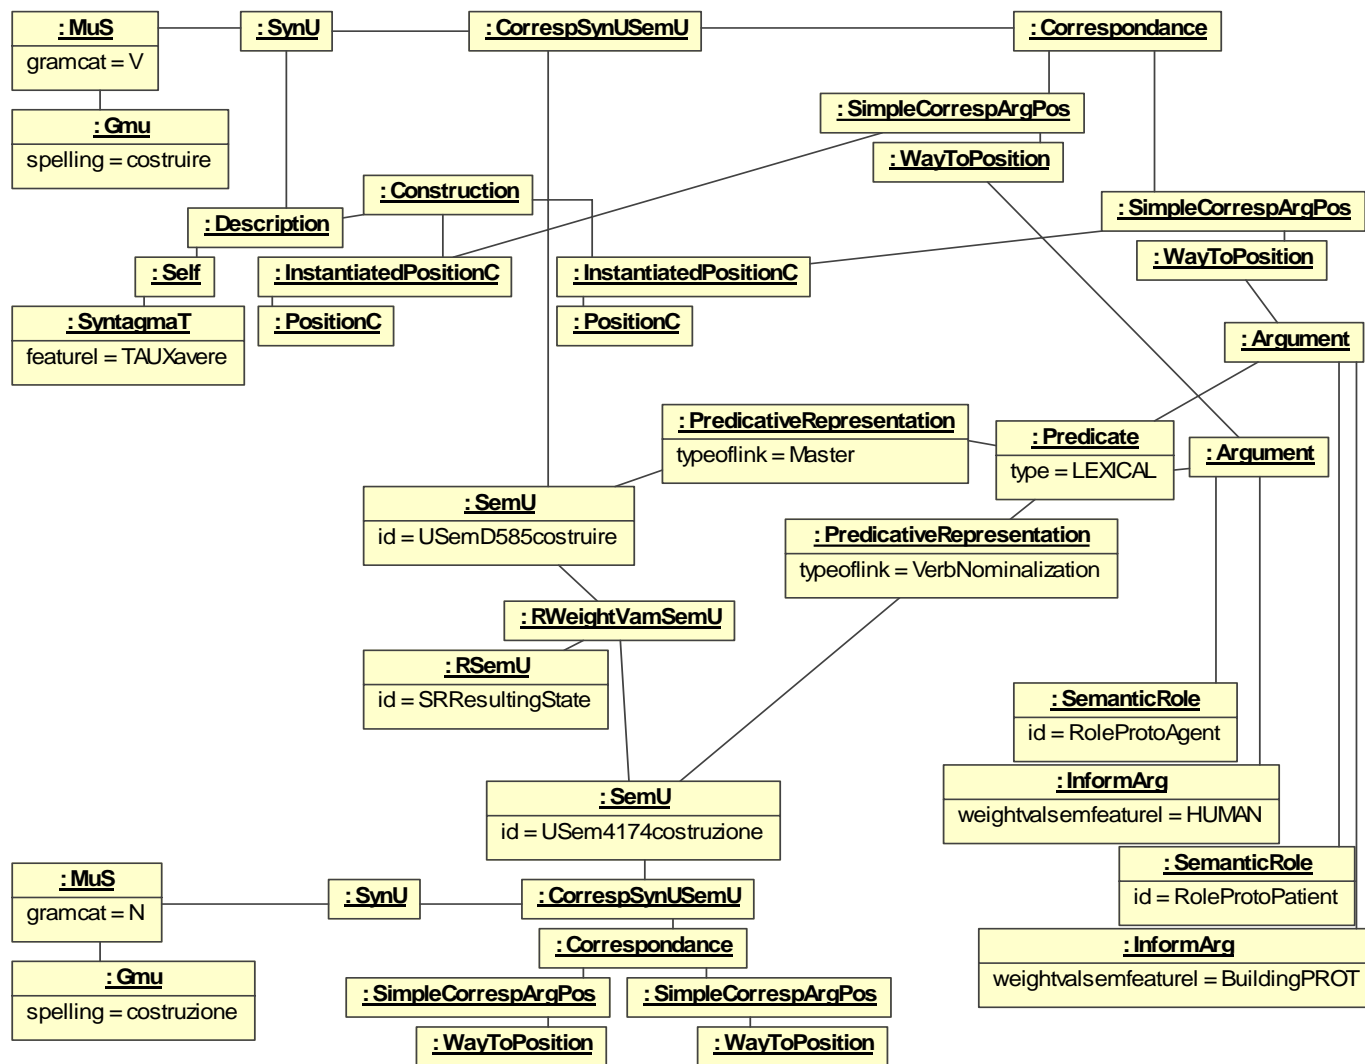 : MuS
gramcat = V
: SynU
: CorrespSynUSemU
: Correspondance
: Gmu
spelling = costruire
: SimpleCorrespArgPos
: WayToPosition
: Construction
: Description
: SimpleCorrespArgPos
: WayToPosition
: Self
: InstantiatedPositionC
: InstantiatedPositionC
: SyntagmaT
featurel = TAUXavere
: PositionC
: PositionC
: Argument
: PredicativeRepresentation
typeoflink = Master
: Predicate
type = LEXICAL
: Argument
: SemU
id = USemD585costruire
: PredicativeRepresentation
typeoflink = VerbNominalization
: RWeightVamSemU
: RSemU
id = SRResultingState
: SemanticRole
id = RoleProtoAgent
: InformArg
weightvalsemfeaturel = HUMAN
: SemU
id = USem4174costruzione
: SemanticRole
id = RoleProtoPatient
: MuS
gramcat = N
: SynU
: CorrespSynUSemU
: Correspondance
: InformArg
weightvalsemfeaturel = BuildingPROT
: Gmu
spelling = costruzione
: SimpleCorrespArgPos
: SimpleCorrespArgPos
: WayToPosition
: WayToPosition